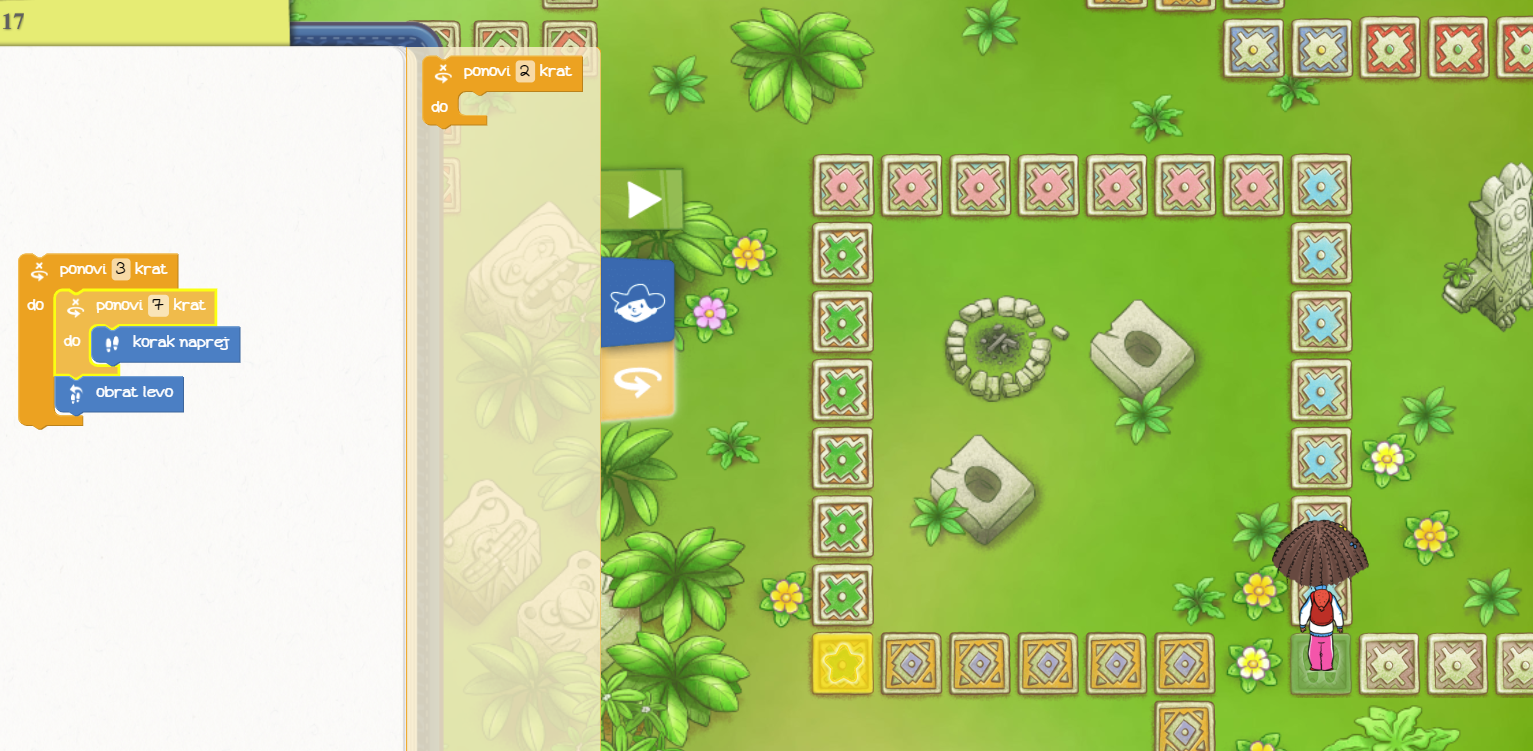 17
ponovi 2 krat
do
ponovi 3 krat
do
ponovi 7 krat
do
korak naprej
obrat levo